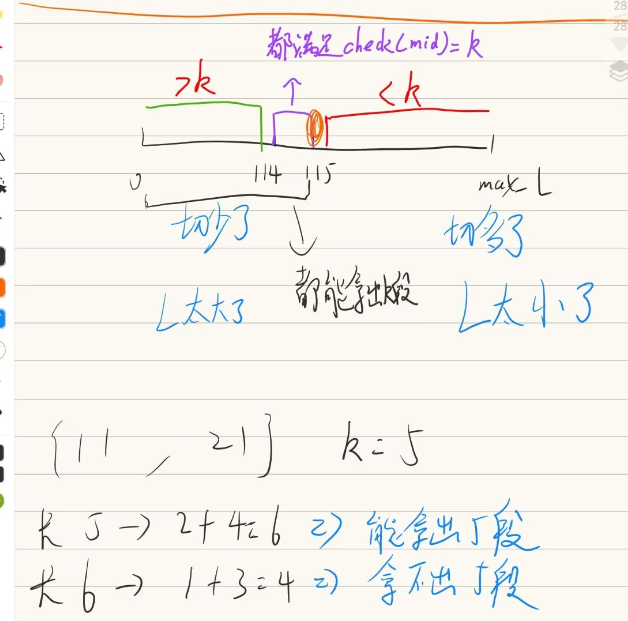 28
28
都满足 check(mid)=k
>k
<k
0
114
115
max L
切少了
切多了
都能拿出k段
L太大了
L太小了
[11, 21] k=5
长5→2+4=6 => 能拿出5段
长6→1+3=4 => 拿不出5段